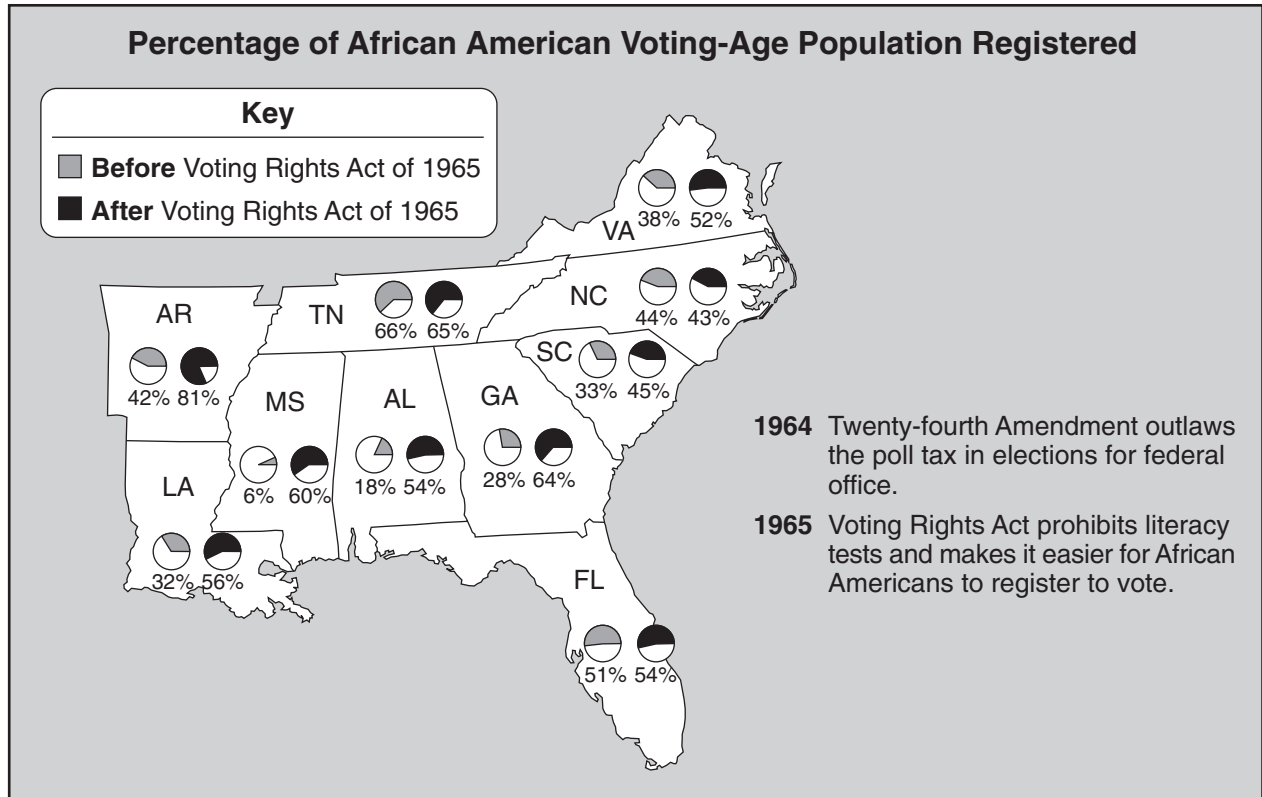 Percentage of African American Voting-Age Population Registered
Key
Before Voting Rights Act of 1965
After Voting Rights Act of 1965
VA
38% 52%
NC
44% 43%
TN
66% 65%
AR
42% 81%
SC
33% 45%
MS
6% 60%
AL
18% 54%
GA
28% 64%
LA
32% 56%
FL
51% 54%
1964 Twenty-fourth Amendment outlaws
the poll tax in elections for federal
office.
1965 Voting Rights Act prohibits literacy
tests and makes it easier for African
Americans to register to vote.